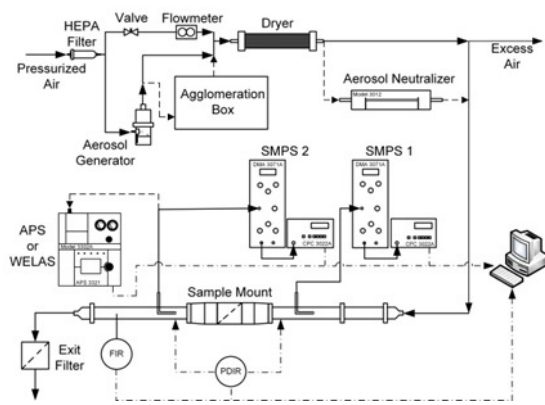 HEPA
Filter
Valve
Flowmeter
Dryer
Pressurized
Air
Excess
Air
Agglomeration
Box
Aerosol
Generator
Aerosol Neutralizer
Model 3012
SMPS 2
SMPS 1
DMA 3071A
DMA 3071A
CPC 3022A
CPC 3022A
APS
or
WELAS
Model 3302A
APS 3321
Sample Mount
Exit
Filter
FIR
PDIR